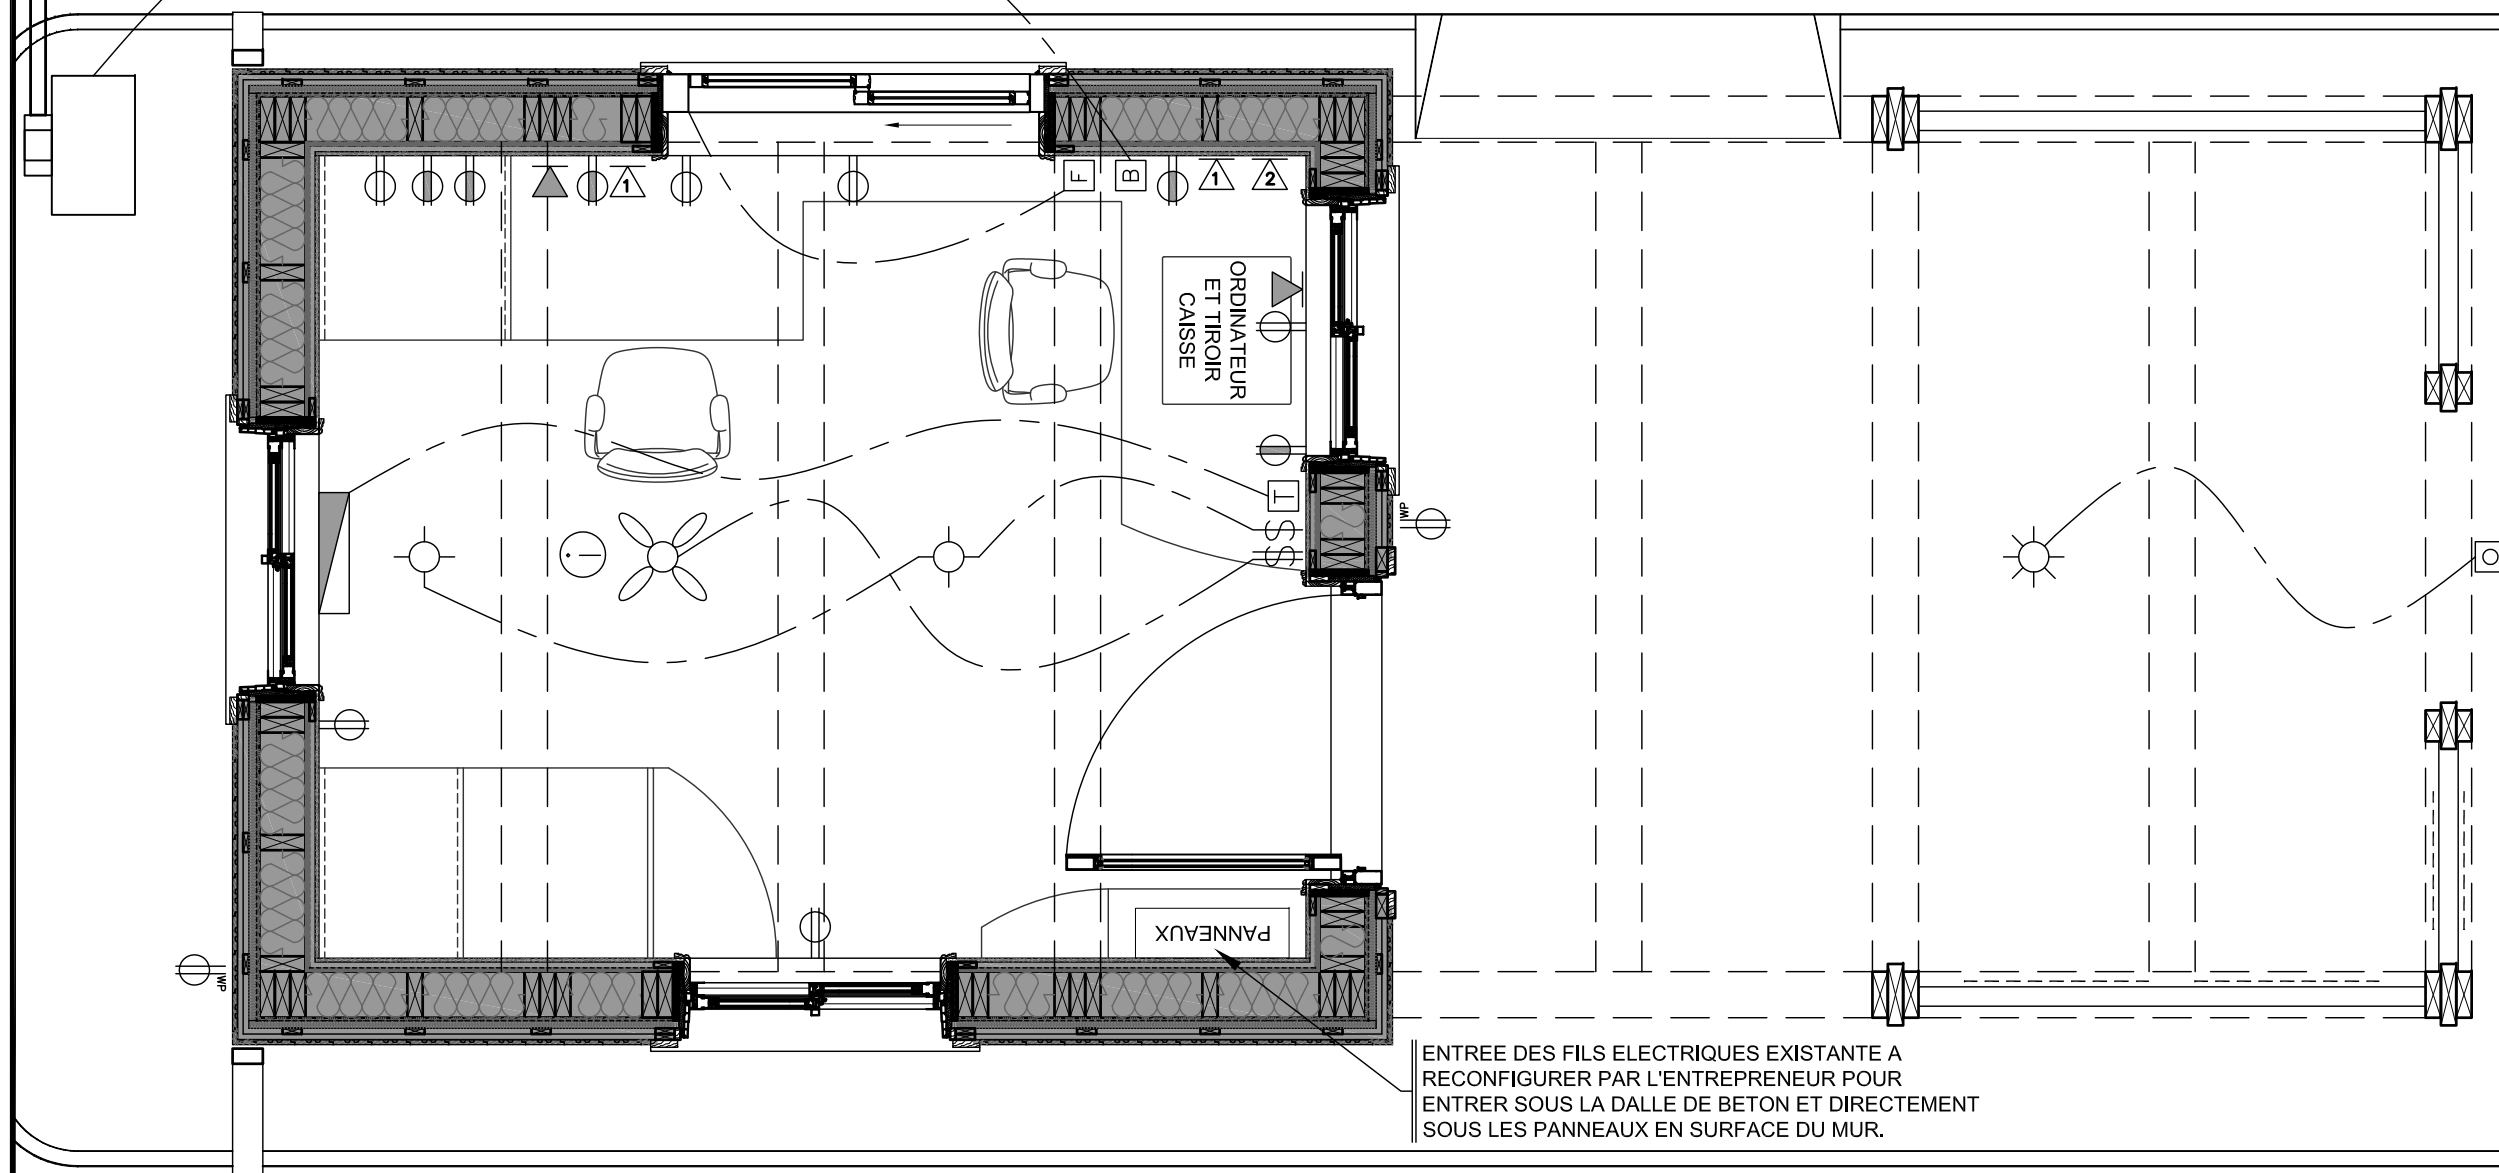 1
F
B
1
2
ORDINATEUR
ET TIROIR
CAISSE
T
S
S
WP
i
PANNEAUX
WP
ENTREE DES FILS ELECTRIQUES EXISTANTE A
RECONFIGURER PAR L'ENTREPRENEUR POUR
ENTRER SOUS LA DALLE DE BETON ET DIRECTEMENT
SOUS LES PANNEAUX EN SURFACE DU MUR.